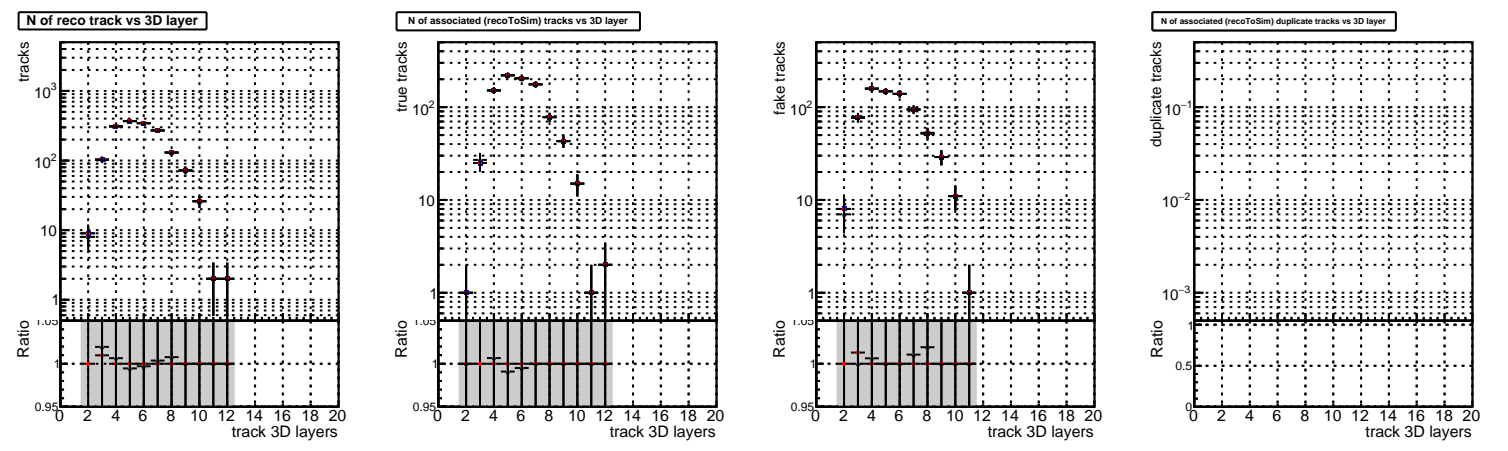 N of reco track vs 3D layer
tracks
10³
10²
10
1
Ratio
1.05
1
0.95
0 2 4 6 8 10 12 14 16 18 20
track 3D layers
N of associated (recoToSim) tracks vs 3D layer
true tracks
10²
10
1
Ratio
1.05
1
0.95
0 2 4 6 8 10 12 14 16 18 20
track 3D layers
fake tracks
10²
10
1
Ratio
1.05
1
0.95
0 2 4 6 8 10 12 14 16 18 20
track 3D layers
N of associated (recoToSim) duplicate tracks vs 3D layer
duplicate tracks
10⁻¹
10⁻²
10⁻³
Ratio
1
0.5
0
0 2 4 6 8 10 12 14 16 18 20
track 3D layers